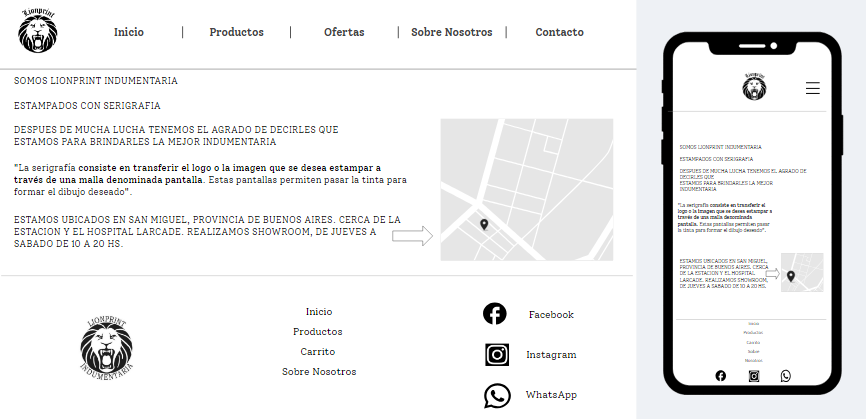 Lionprint
Inicio | Productos | Ofertas | Sobre Nosotros | Contacto
SOMOS LIONPRINT INDUMENTARIA
ESTAMPADOS CON SERIGRAFIA
DESPUES DE MUCHA LUCHA TENEMOS EL AGRADO DE DECIRLES QUE
ESTAMOS PARA BRINDARLES LA MEJOR INDUMENTARIA
"La serigrafía consiste en transferir el logo o la imagen que se desea estampar a
través de una malla denominada pantalla. Estas pantallas permiten pasar la tinta para
formar el dibujo deseado".
ESTAMOS UBICADOS EN SAN MIGUEL, PROVINCIA DE BUENOS AIRES. CERCA DE LA
ESTACION Y EL HOSPITAL LARCADE. REALIZAMOS SHOWROOM, DE JUEVES A
SABADO DE 10 A 20 HS.
LIONPRINT
INDUMENTARIA
Inicio
Productos
Carrito
Sobre Nosotros
Facebook
Instagram
WhatsApp
Lionprint
SOMOS LIONPRINT INDUMENTARIA
ESTAMPADOS CON SERIGRAFIA
DESPUES DE MUCHA LUCHA TENEMOS EL AGRADO DE
DECIRLES QUE
ESTAMOS PARA BRINDARLES LA MEJOR
INDUMENTARIA
"La serigrafía consiste en transferir el
logo o la imagen que se desea estampar a
través de una malla denominada
pantalla. Estas pantallas permiten pasar
la tinta para formar el dibujo deseado".
ESTAMOS UBICADOS EN SAN MIGUEL,
PROVINCIA DE BUENOS AIRES. CERCA
DE LA ESTACION Y EL HOSPITAL
LARCADE. REALIZAMOS SHOWROOM,
DE JUEVES A SABADO DE 10 A 20 HS.
Inicio
Productos
Carrito
Sobre
Nosotros